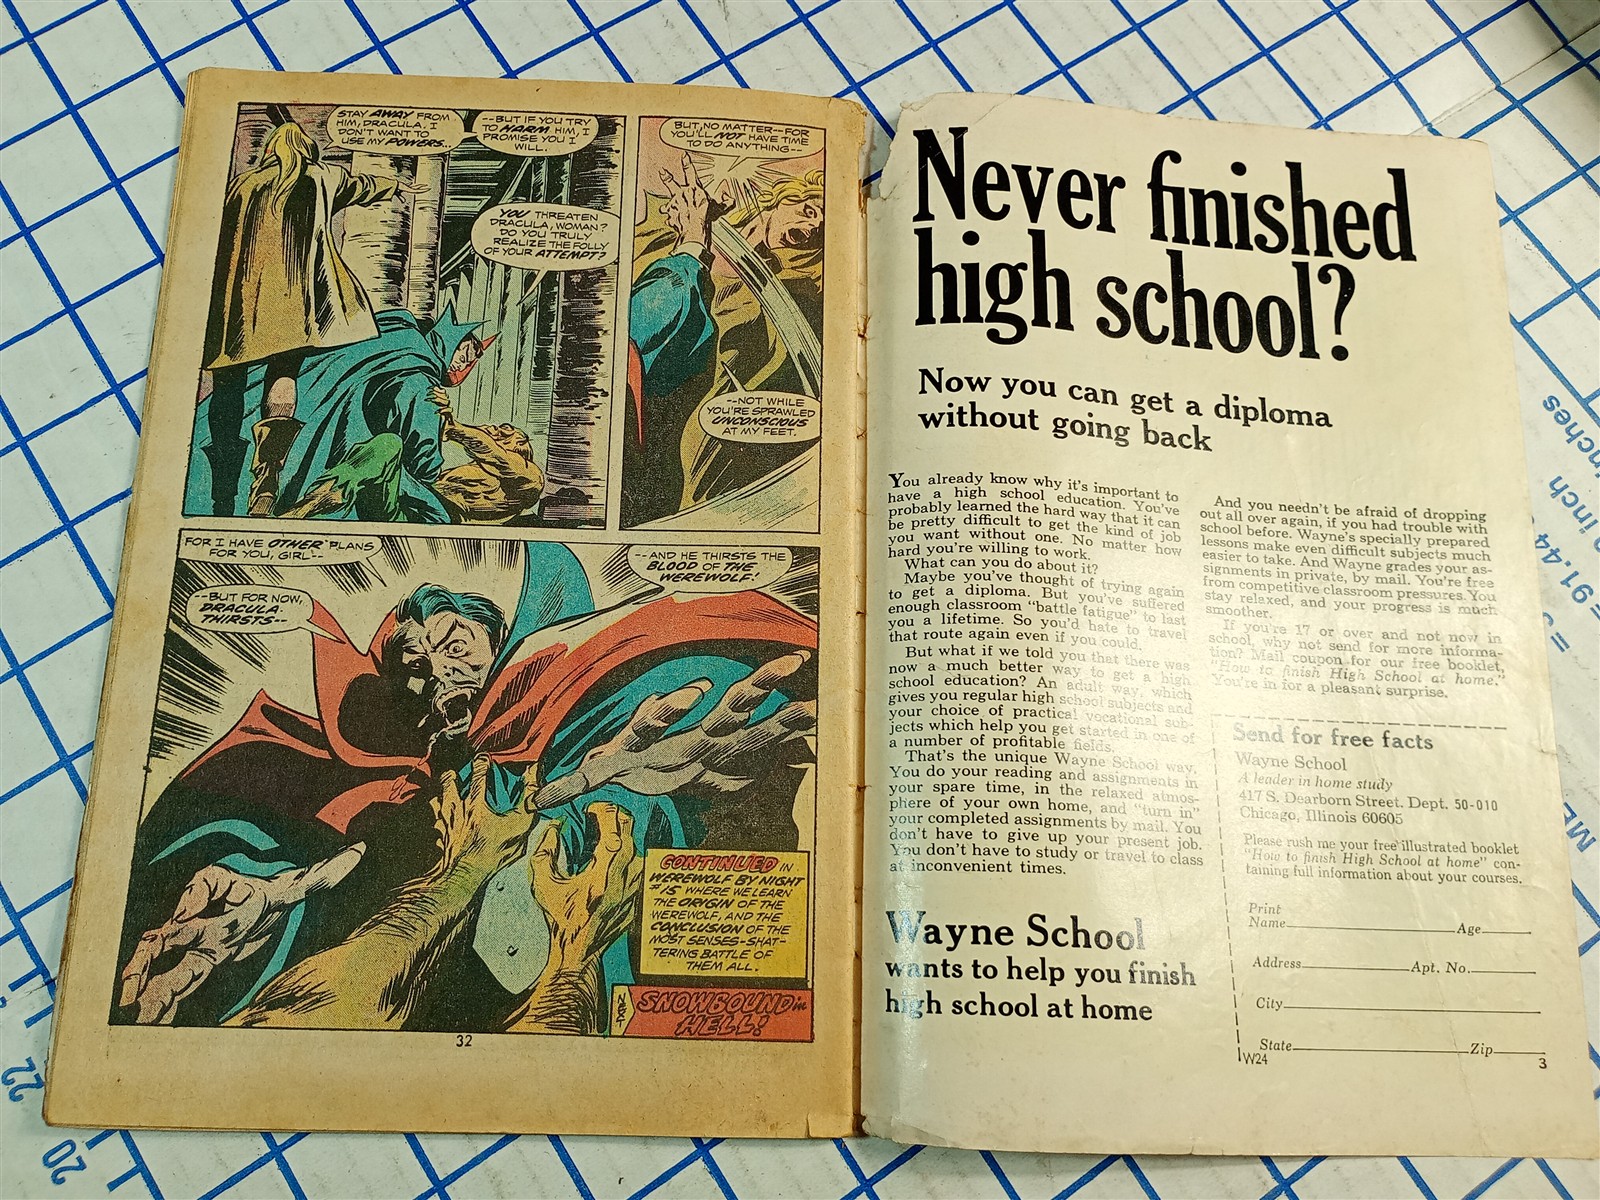 STAY AWAY FROM
HIM, DRACULA. I
DON'T WANT TO
USE MY POWERS..
--BUT IF YOU TRY
TO HARM HIM, I
PROMISE YOU I
WILL.
YOU THREATEN
DRACULA, WOMAN?
DO YOU TRULY
REALIZE THE FOLLY
OF YOUR ATTEMPT?
BUT, NO MATTER--FOR
YOU'LL NOT HAVE TIME
TO DO ANYTHING--
--NOT WHILE
YOU'RE SPRAWLED
UNCONSCIOUS
AT MY FEET.
FOR I HAVE OTHER PLANS
FOR YOU, GIRL--
--BUT FOR NOW,
DRACULA
THIRSTS--
--AND HE THIRSTS THE
BLOOD OF THE
WEREWOLF!
CONTINUED IN
WEREWOLF BY NIGHT
#15 WHERE WE LEARN
THE ORIGIN OF THE
WEREWOLF, AND THE
CONCLUSION OF THE
MOST SENSES-SHAT-
TERING BATTLE OF
THEM ALL.
NEXT
SNOWBOUND in
HELL!
32
Never finished
high school?
Now you can get a diploma
without going back
You already know why it's important to
have a high school education. You've
probably learned the hard way that it can
be pretty difficult to get the kind of job
you want without one. No matter how
hard you're willing to work.
What can you do about it?
Maybe you've thought of trying again
to get a diploma. But you've suffered
enough classroom "battle fatigue" to last
you a lifetime. So you'd hate to travel
that route again even if you could.
But what if we told you that there was
now a much better way to get a high
school education? An adult way, which
gives you regular high school subjects and
your choice of practical vocational sub-
jects which help you get started in one of
a number of profitable fields.
That's the unique Wayne School way.
You do your reading and assignments in
your spare time, in the relaxed atmos-
phere of your own home, and "turn in"
your completed assignments by mail. You
don't have to give up your present job.
You don't have to study or travel to class
at inconvenient times.
Wayne School
wants to help you finish
high school at home
And you needn't be afraid of dropping
out all over again, if you had trouble with
school before. Wayne's specially prepared
lessons make even difficult subjects much
easier to take. And Wayne grades your as-
signments in private, by mail. You're free
from competitive classroom pressures. You
stay relaxed, and your progress is much
smoother.
If you're 17 or over and not now in
school, why not send for more informa-
tion? Mail coupon for our free booklet,
"How to finish High School at home."
You're in for a pleasant surprise.
Send for free facts
Wayne School
A leader in home study
417 S. Dearborn Street. Dept. 50-010
Chicago, Illinois 60605
Please rush me your free illustrated booklet
"How to finish High School at home" con-
taining full information about your courses.
Print
Name Age
Address Apt. No.
City
State Zip
W24
3
inches
inch
= 91.44
22
20